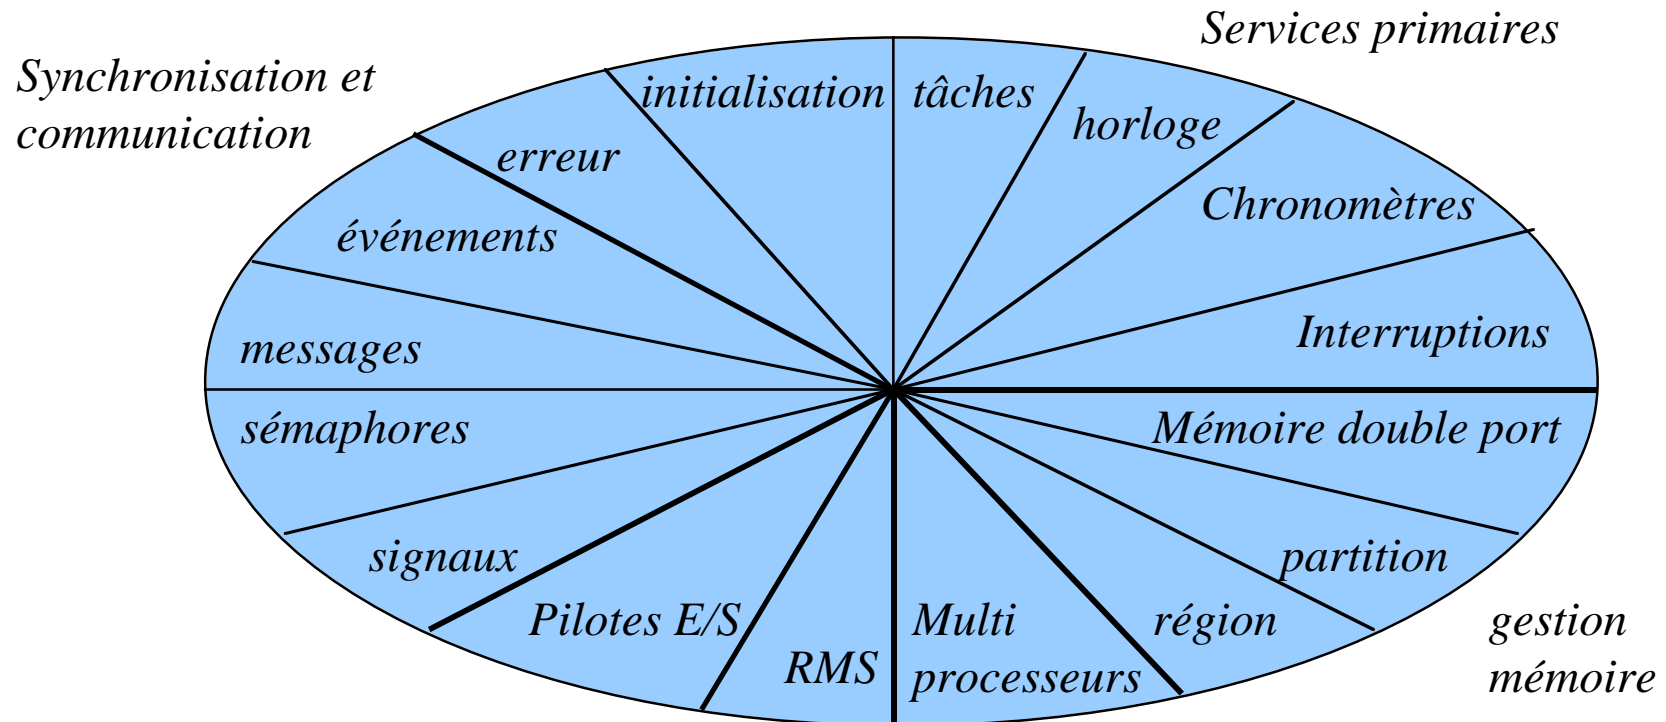 Services primaires
Synchronisation et
communication
initialisation
tâches
horloge
erreur
Chronomètres
événements
Interruptions
messages
sémaphores
Mémoire double port
signaux
partition
Pilotes E/S
RMS
Multi
processeurs
région
gestion
mémoire